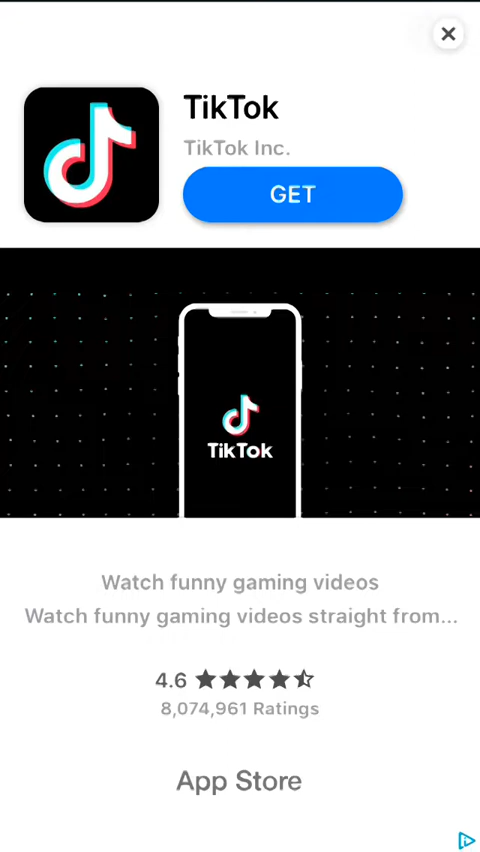 TikTok
TikTok Inc.
GET
TikTok
Watch funny gaming videos
Watch funny gaming videos straight from...
4.6
8,074,961 Ratings
App Store